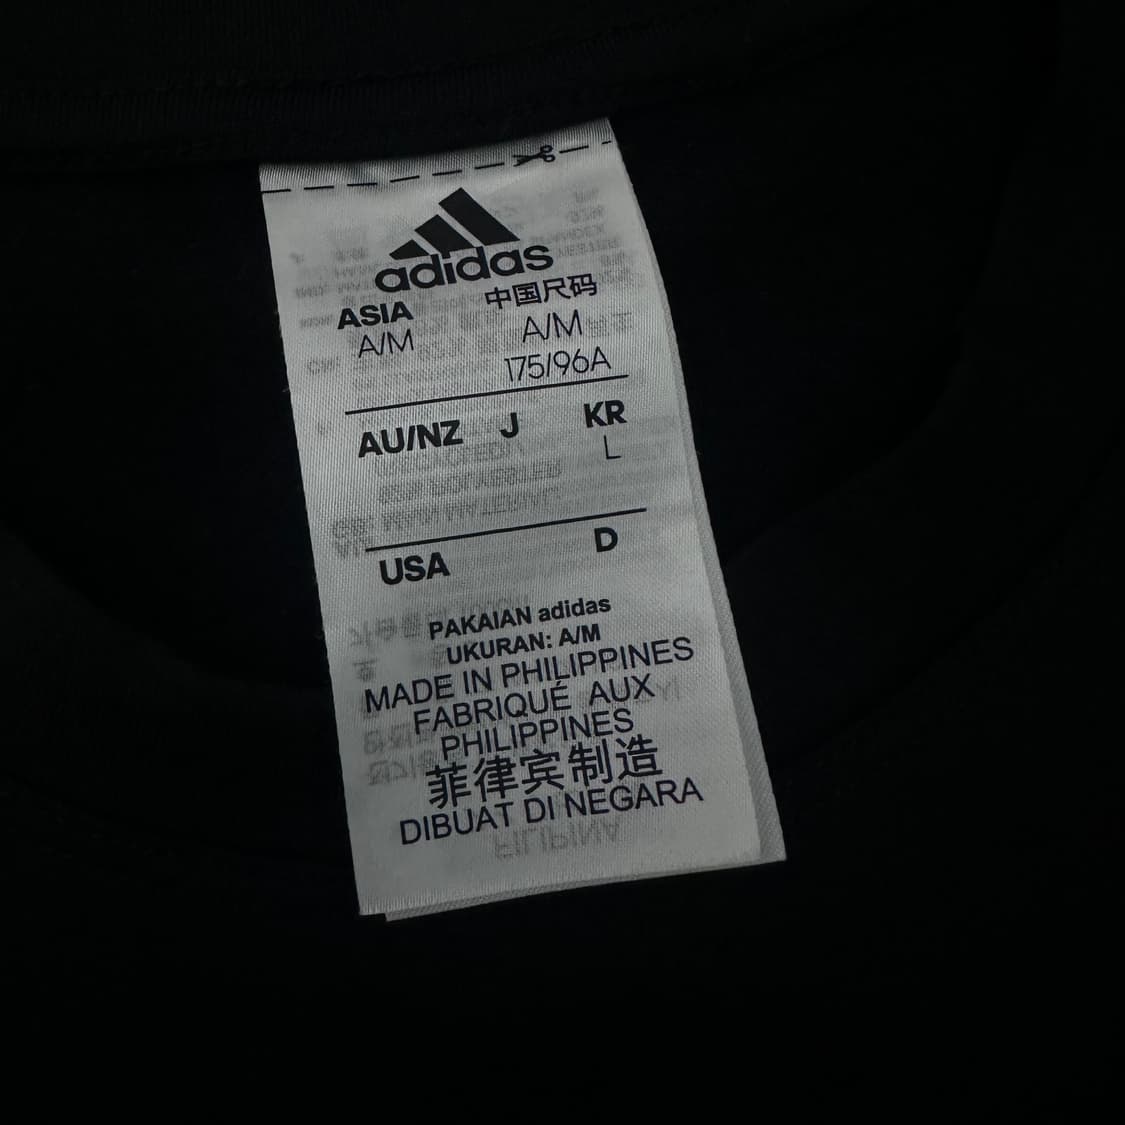 adidas
ASIA 中国尺码
A/M A/M
175/96A
AU/NZ J KR
L
USA D
PAKAIAN adidas
UKURAN: A/M
MADE IN PHILIPPINES
FABRIQUÉ AUX
PHILIPPINES
菲律宾制造
DIBUAT DI NEGARA
FILIPINA